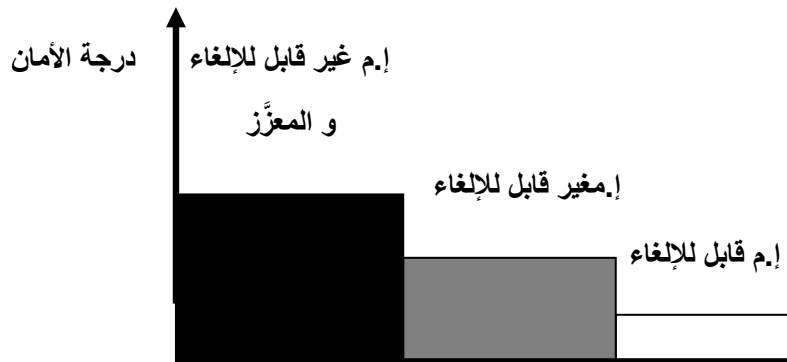 إ.م غير قابل للإلغاء
و المعزَّز
درجة الأمان
إ.مغير قابل للإلغاء
إ.م قابل للإلغاء